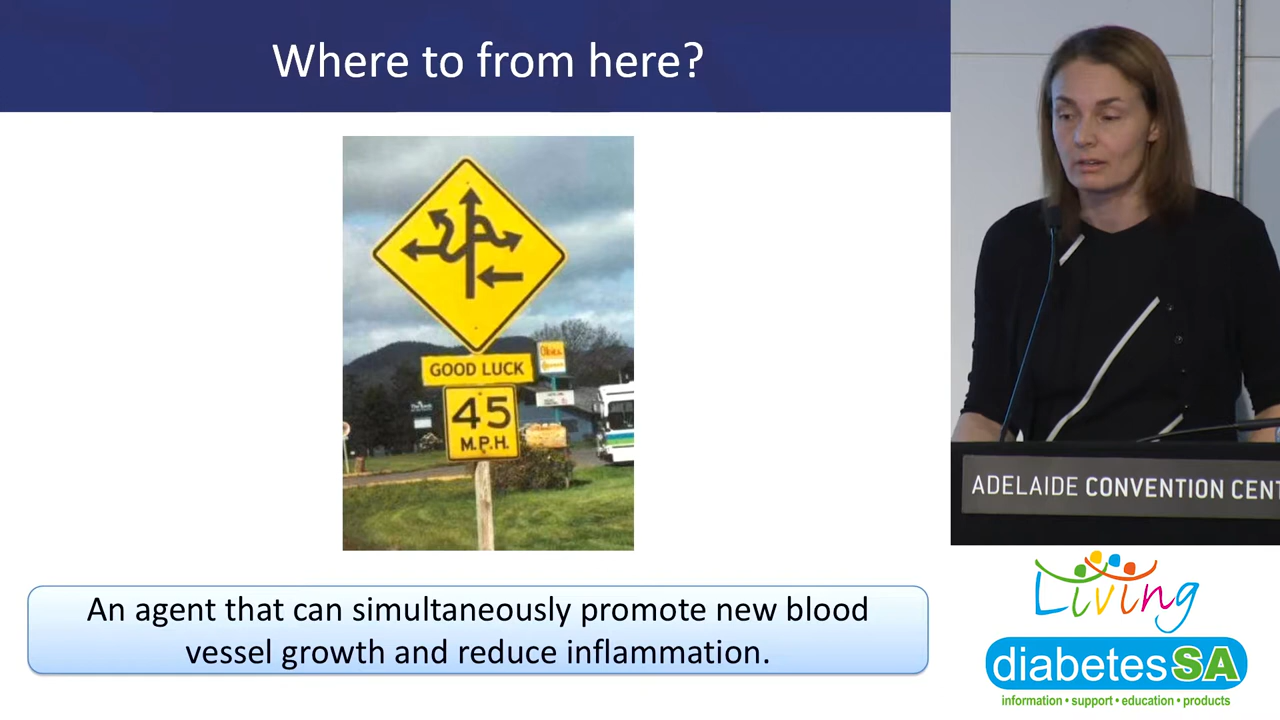 Where to from here?
GOOD LUCK
45
M.P.H.
An agent that can simultaneously promote new blood
vessel growth and reduce inflammation.
ADELAIDE CONVENTION CENT
Living
diabetesSA
information • support • education • products